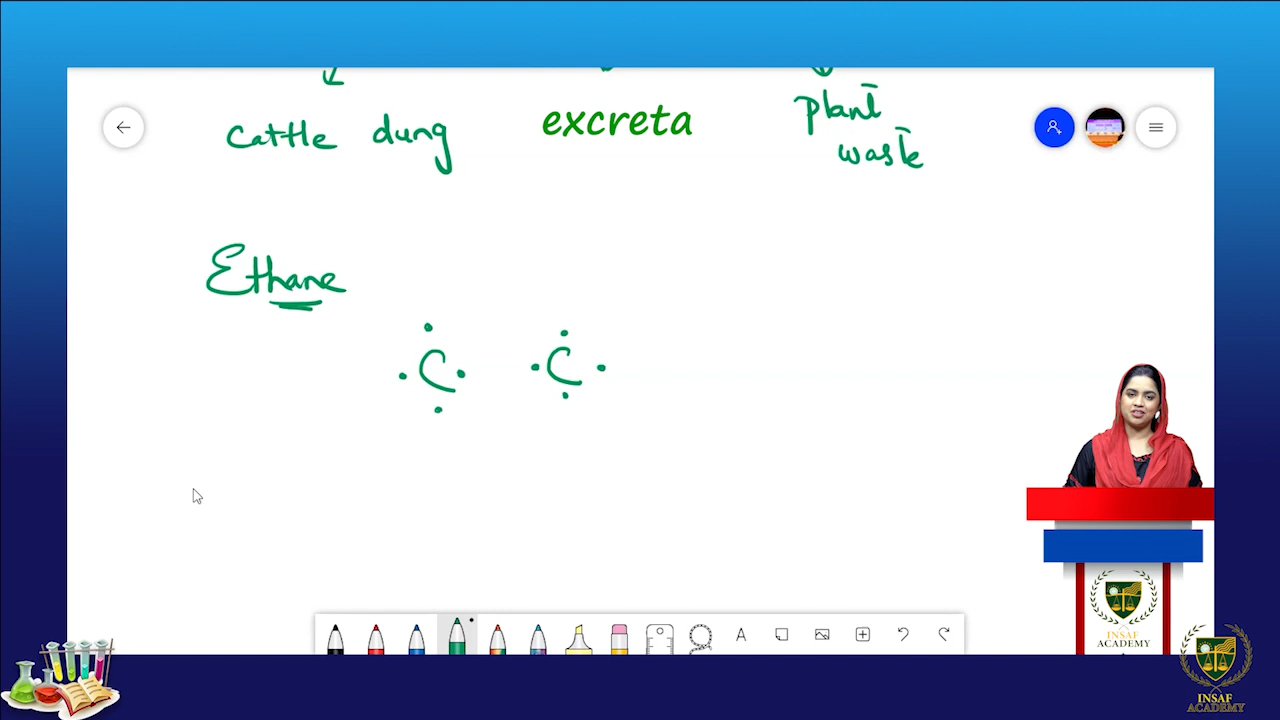 cattle dung excreta plant
waste
Ethane
C C
A
INSAF
ACADEMY
INSAF
ACADEMY